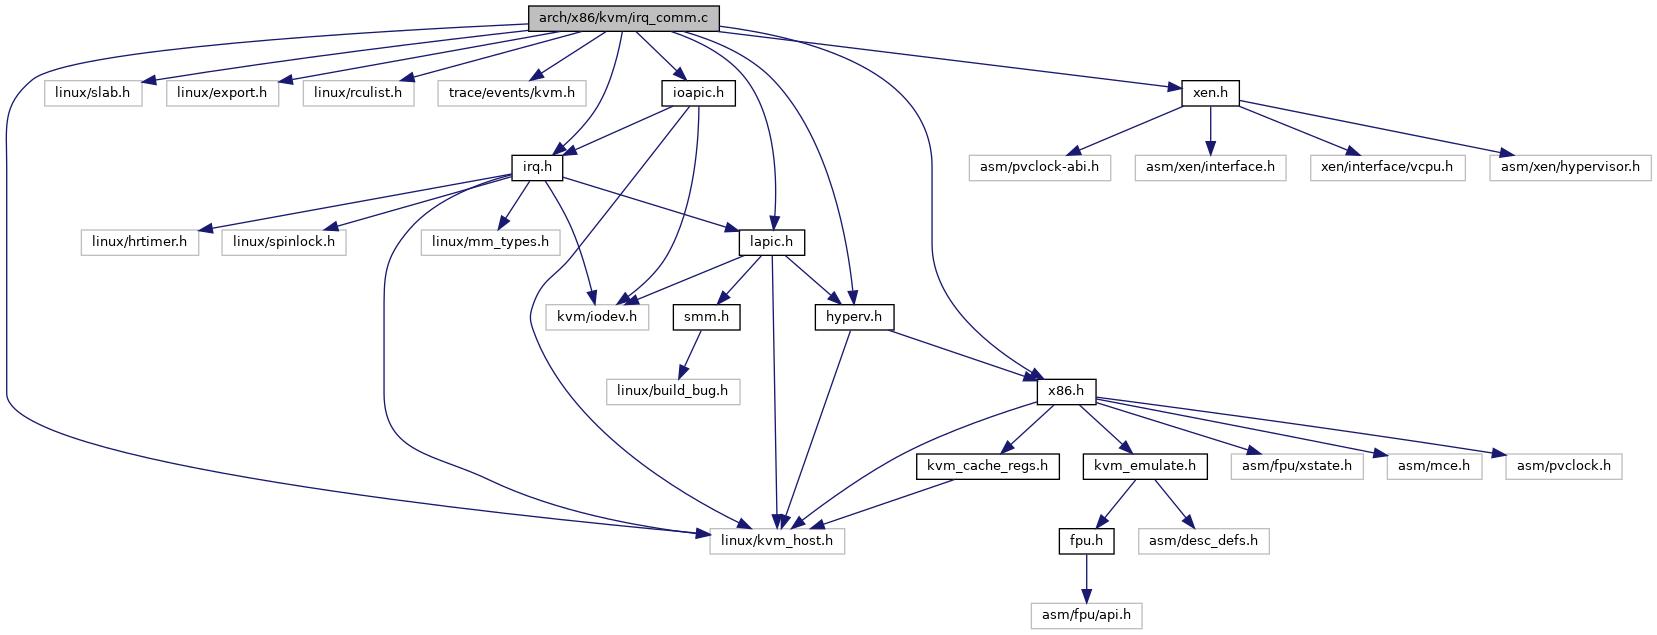 arch/x86/kvm/irq_comm.c
linux/slab.h
linux/export.h
linux/rculist.h
trace/events/kvm.h
ioapic.h
xen.h
irq.h
asm/pvclock-abi.h
asm/xen/interface.h
xen/interface/vcpu.h
asm/xen/hypervisor.h
linux/hrtimer.h
linux/spinlock.h
linux/mm_types.h
lapic.h
kvm/iodev.h
smm.h
hyperv.h
linux/build_bug.h
x86.h
kvm_cache_regs.h
kvm_emulate.h
asm/fpu/xstate.h
asm/mce.h
asm/pvclock.h
linux/kvm_host.h
fpu.h
asm/desc_defs.h
asm/fpu/api.h